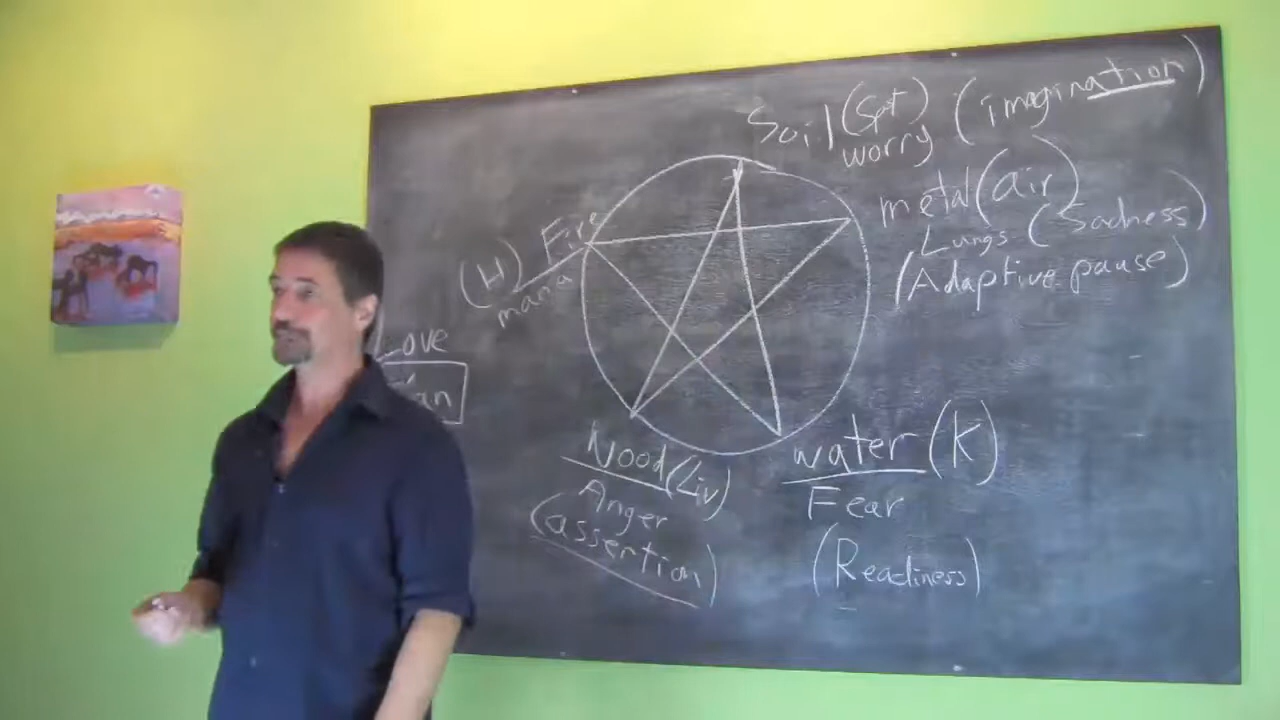 Soil (Spt) (imagination)
worry
metal (air)
Lungs (Sadness)
(Adaptive pause)
(H) Fire
mania
Love
Wood (Liv)
Anger
(assertion)
water (K)
Fear
(Readiness)